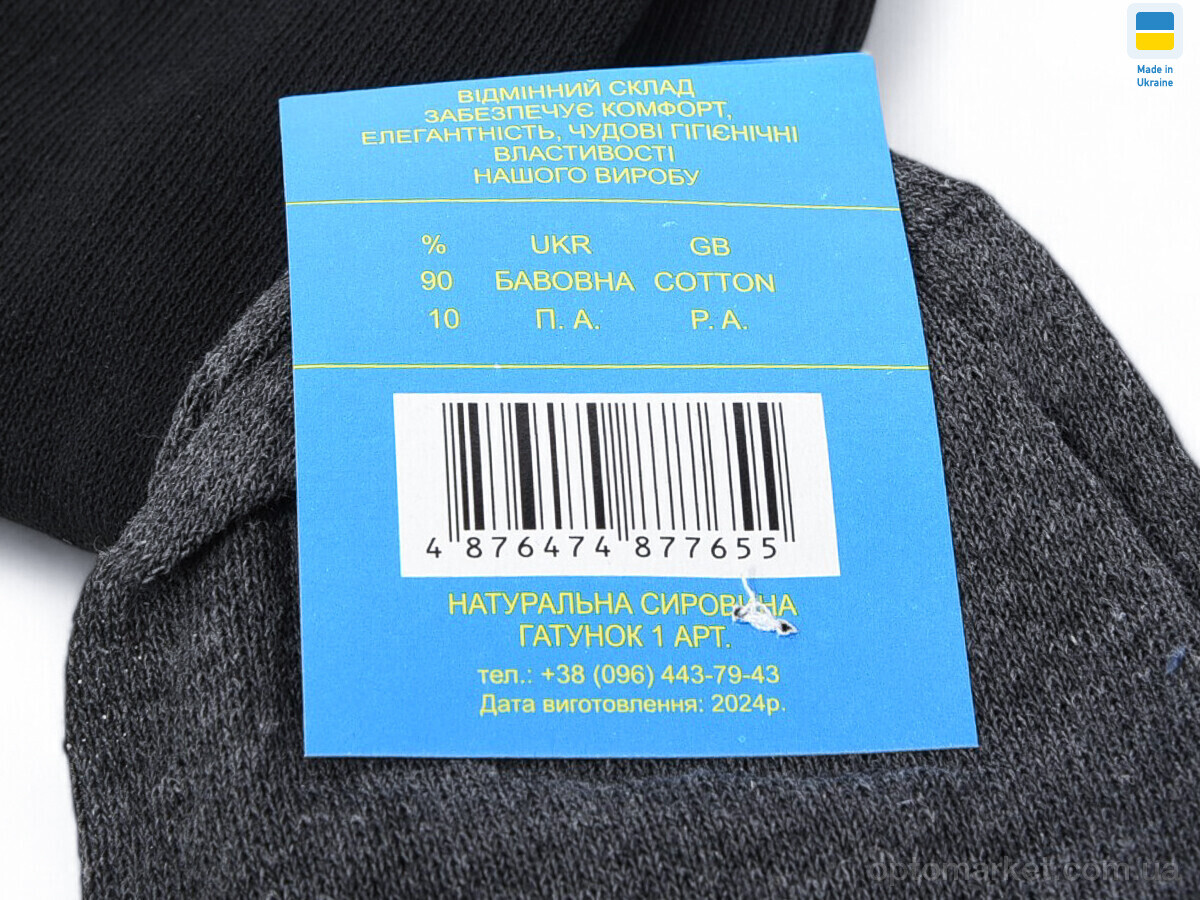 Made in
Ukraine
ВІДМІННИЙ СКЛАД
ЗАБЕЗПЕЧУЄ КОМФОРТ,
ЕЛЕГАНТНІСТЬ, ЧУДОВІ ГІГІЄНІЧНІ
ВЛАСТИВОСТІ
НАШОГО ВИРОБУ
% UKR GB
90 БАВОВНА COTTON
10 П. А. P. A.
4 876474 877655
НАТУРАЛЬНА СИРОВИНА
ГАТУНОК 1 АРТ.
тел.: +38 (096) 443-79-43
Дата виготовлення: 2024р.
© optomarket.com.ua